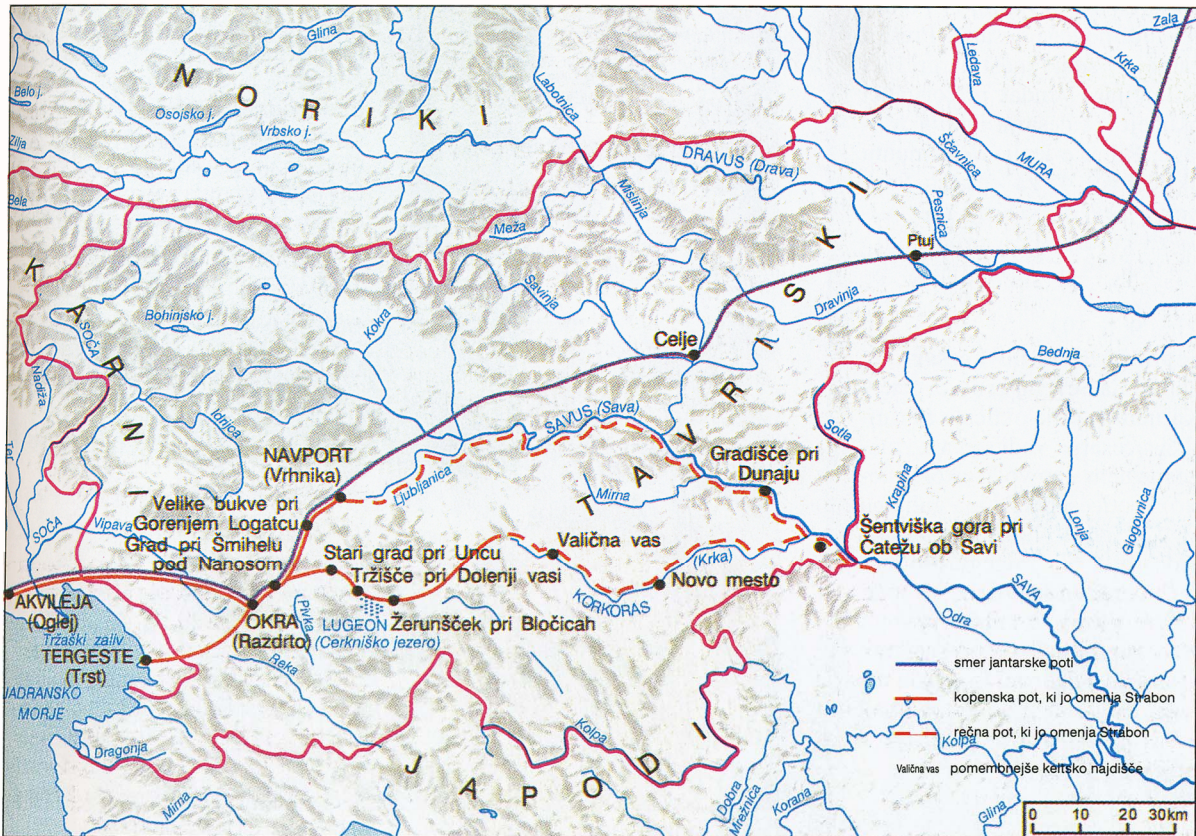 Glina
Zala
Krka
Ledava
NORIKI
Labotnica
Belo j.
Osojsko j.
Vrbsko j.
Zilja
DRAVUS (Drava)
Ščavnica
MURA
Bela
Mislinja
Meža
Pesnica
Ptuj
KARNI
SOČA
Bohinjsko j.
Kokra
Savinja
Dravinja
TAVRISKI
Celje
Bednja
Nadiža
Idrijca
SAVUS (Sava)
Sotla
Ter
NAVPORT
(Vrhnika)
Ljubljanica
Gradišče pri
Dunaju
Mirna
Krapina
Lonja
Glogovnica
Velike bukve pri
Gorenjem Logatcu
SOČA
Vipava
Grad pri Šmihelu
pod Nanosom
Stari grad pri Uncu
Tržišče pri Dolenji vasi
Valična vas
(Krka)
Šentviška gora pri
Čatežu ob Savi
Novo mesto
KORKORAS
SAVA
AKVILEJA
(Oglej)
OKRA
(Razdrto)
Pivka
LUGEON
(Cerkniško jezero)
Žerunšček pri Bločicah
Odra
Tržaški zaliv
TERGESTE
(Trst)
Reka
JADRANSKO
MORJE
Dragonja
Mirna
Kolpa
JAPODI
Dobra
Mrežnica
Korana
Kolpa
Glina
smer jantarske poti
kopenska pot, ki jo omenja Strabon
rečna pot, ki jo omenja Strabon
Valična vas pomembnejše keltsko najdišče
0 10 20 30km